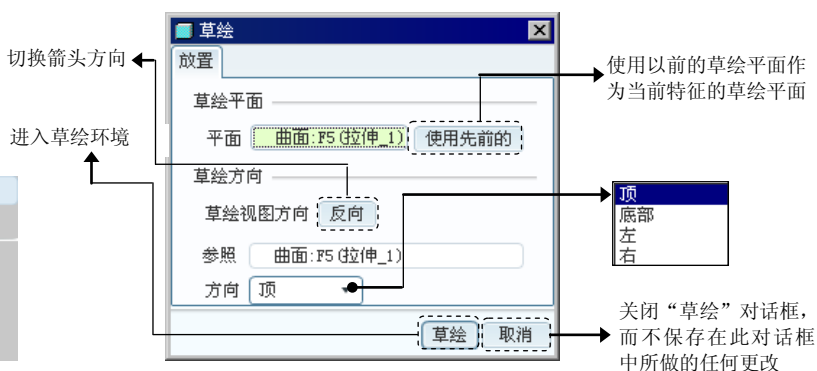 草绘
放置
切换箭头方向
草绘平面
平面
曲面:F5(拉伸_1)
使用先前的
使用以前的草绘平面作
为当前特征的草绘平面
进入草绘环境
草绘方向
草绘视图方向
反向
参照
曲面:F5(拉伸_1)
方向
顶
顶
底部
左
右
草绘
取消
关闭“草绘”对话框，
而不保存在此对话框
中所做的任何更改